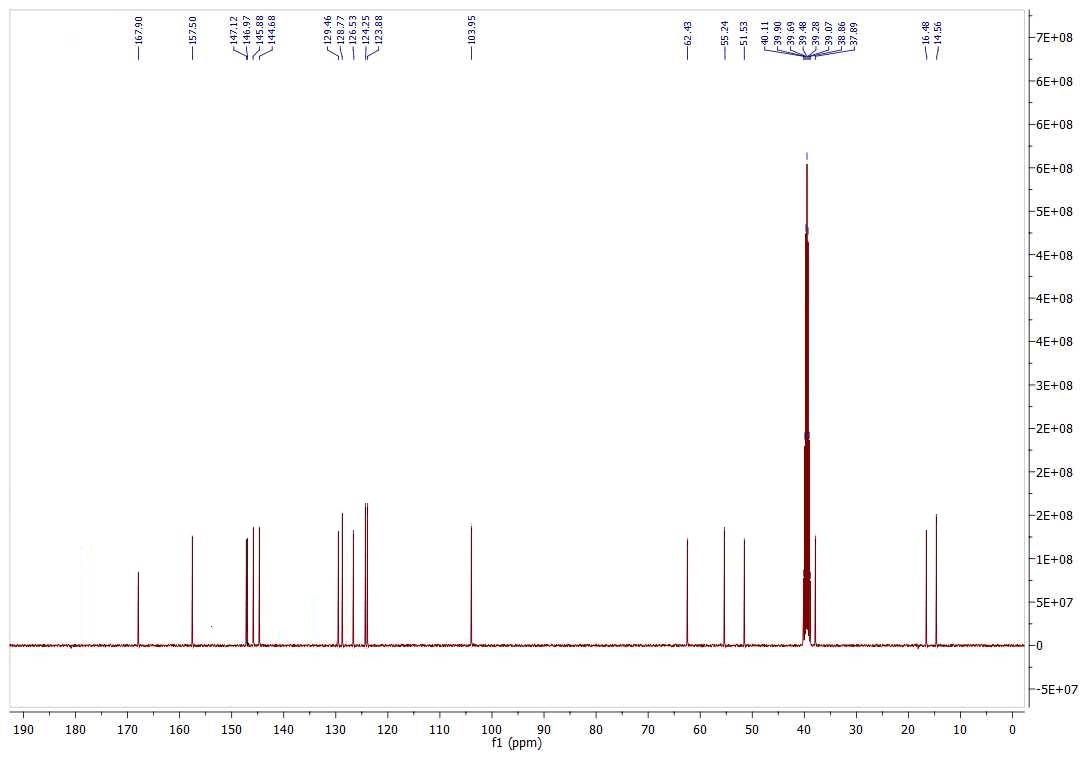 167.90
157.50
147.12
146.97
145.88
144.68
129.46
128.77
126.53
124.25
123.88
103.95
62.43
55.24
51.53
40.11
39.90
39.69
39.48
39.28
39.07
38.86
37.89
16.48
14.56
7E+08
6E+08
6E+08
6E+08
5E+08
4E+08
4E+08
4E+08
3E+08
2E+08
2E+08
2E+08
1E+08
5E+07
0
-5E+07
190 180 170 160 150 140 130 120 110 100 90 80 70 60 50 40 30 20 10 0
f1 (ppm)